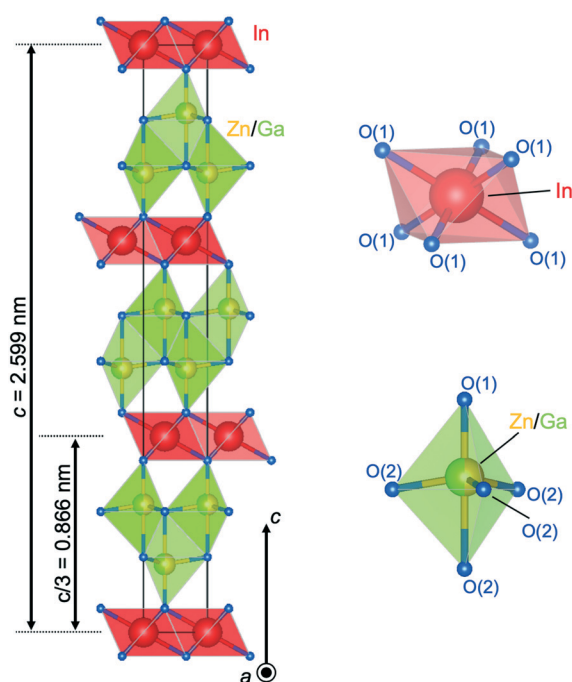 In
Zn/Ga
c = 2.599 nm
c/3 = 0.866 nm
c
a
O(1)
O(1)
O(1)
O(1)
In
O(1)
O(1)
O(1)
Zn/Ga
O(2)
O(2)
O(2)
O(2)